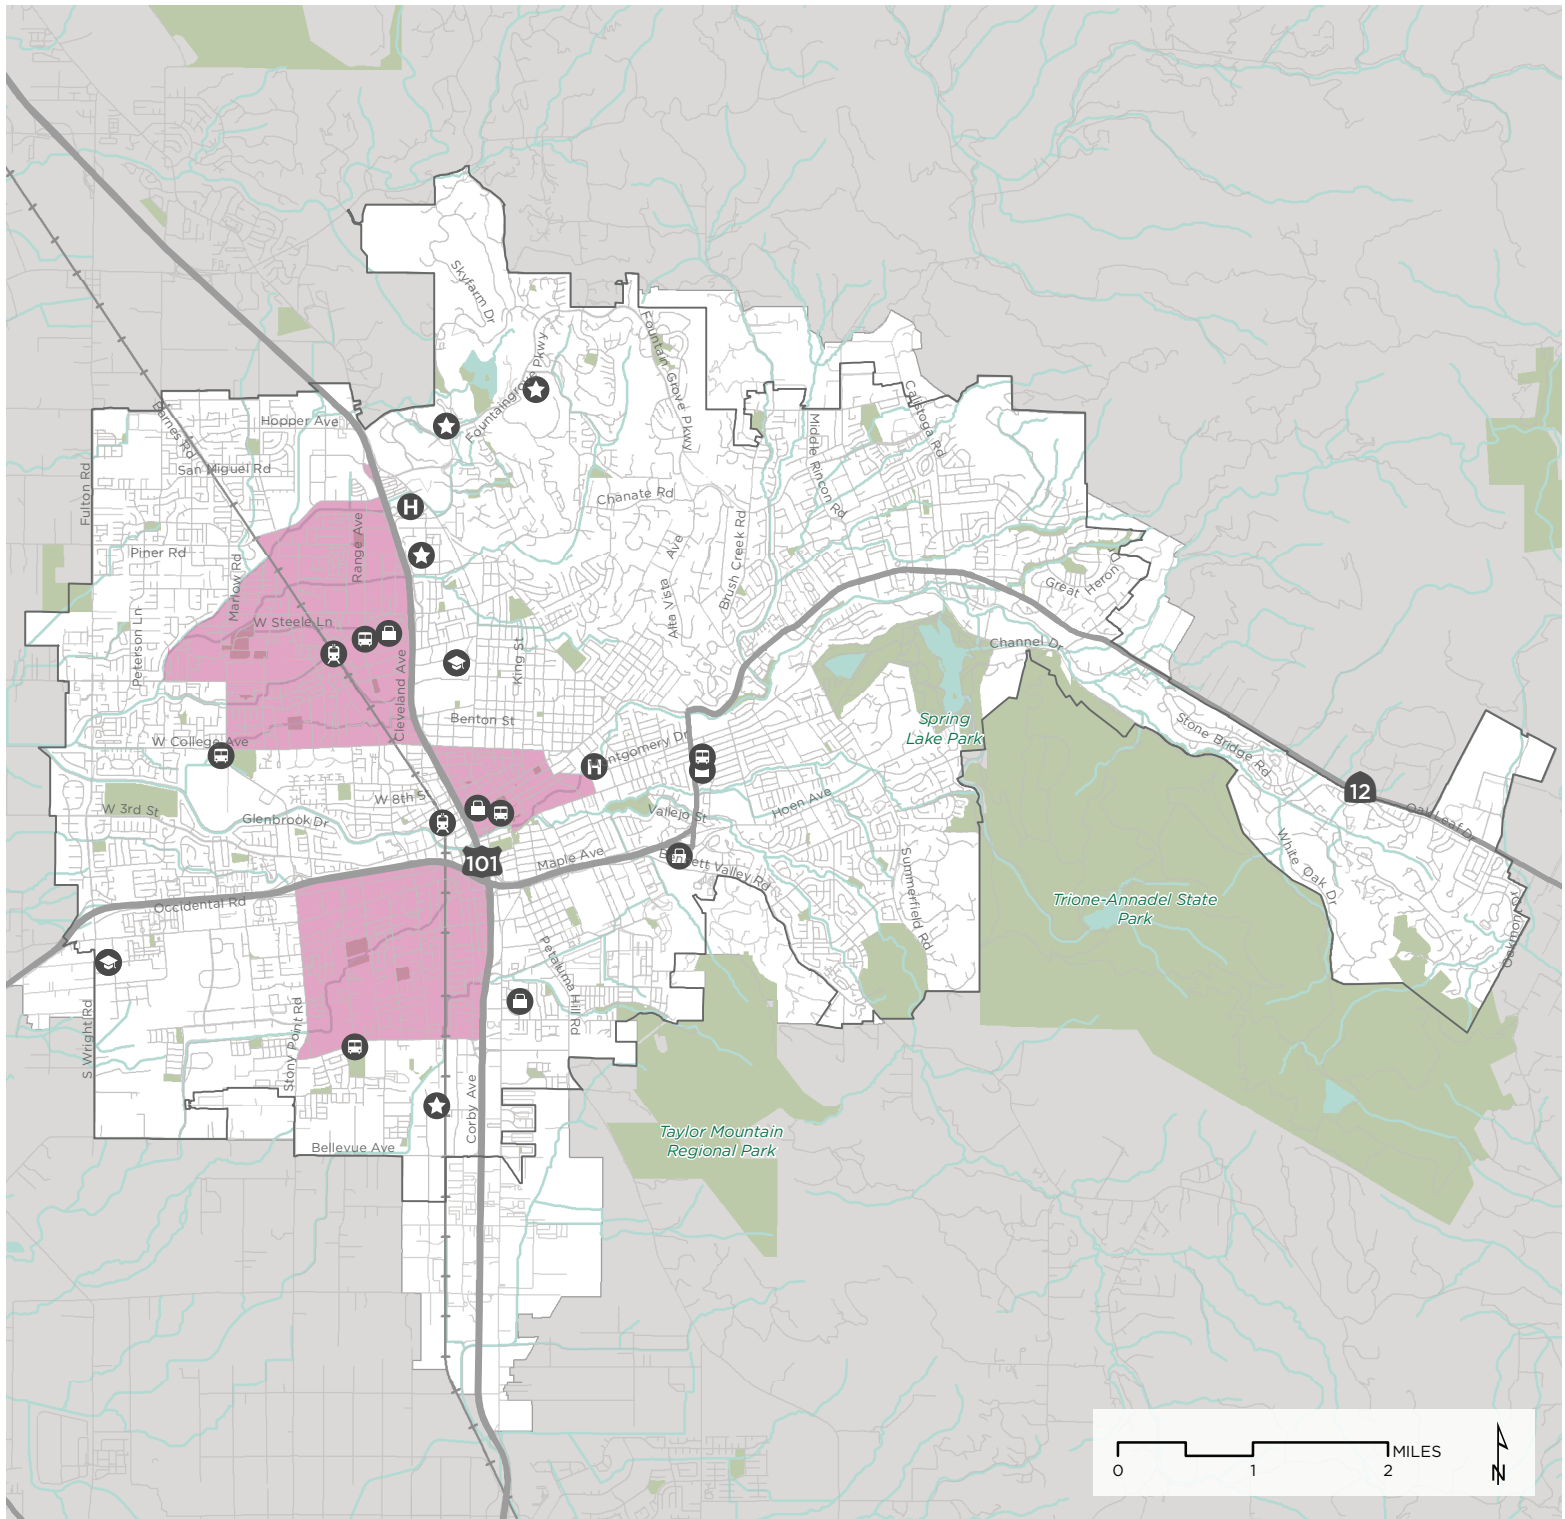 Skyfarm Dr
Fountaingrove Pkwy
Fountain Grove Pkwy
Calistoga Rd
Middle Rincon Rd
Barnes Rd
Hopper Ave
San Miguel Rd
Fulton Rd
Chanate Rd
Range Ave
Piner Rd
Marlow Rd
Brush Creek Rd
Alta Vista Ave
Great Heron Dr
W Steele Ln
Peterson Ln
King St
Channel Dr
Cleveland Ave
Benton St
Spring
Lake Park
W College Ave
Montgomery Dr
Stone Bridge Rd
12
W 8th St
W 3rd St
Glenbrook Dr
Vallejo St
Hoen Ave
Oak Leaf Dr
101
Maple Ave
Bennett Valley Rd
White Oak Dr
Summerfield Rd
Occidental Rd
Trione-Annadel State
Park
Oakmont Dr
Petaluma Hill Rd
H
H
S Wright Rd
Stony Point Rd
Corby Ave
Bellevue Ave
Taylor Mountain
Regional Park
MILES
0 1 2
N